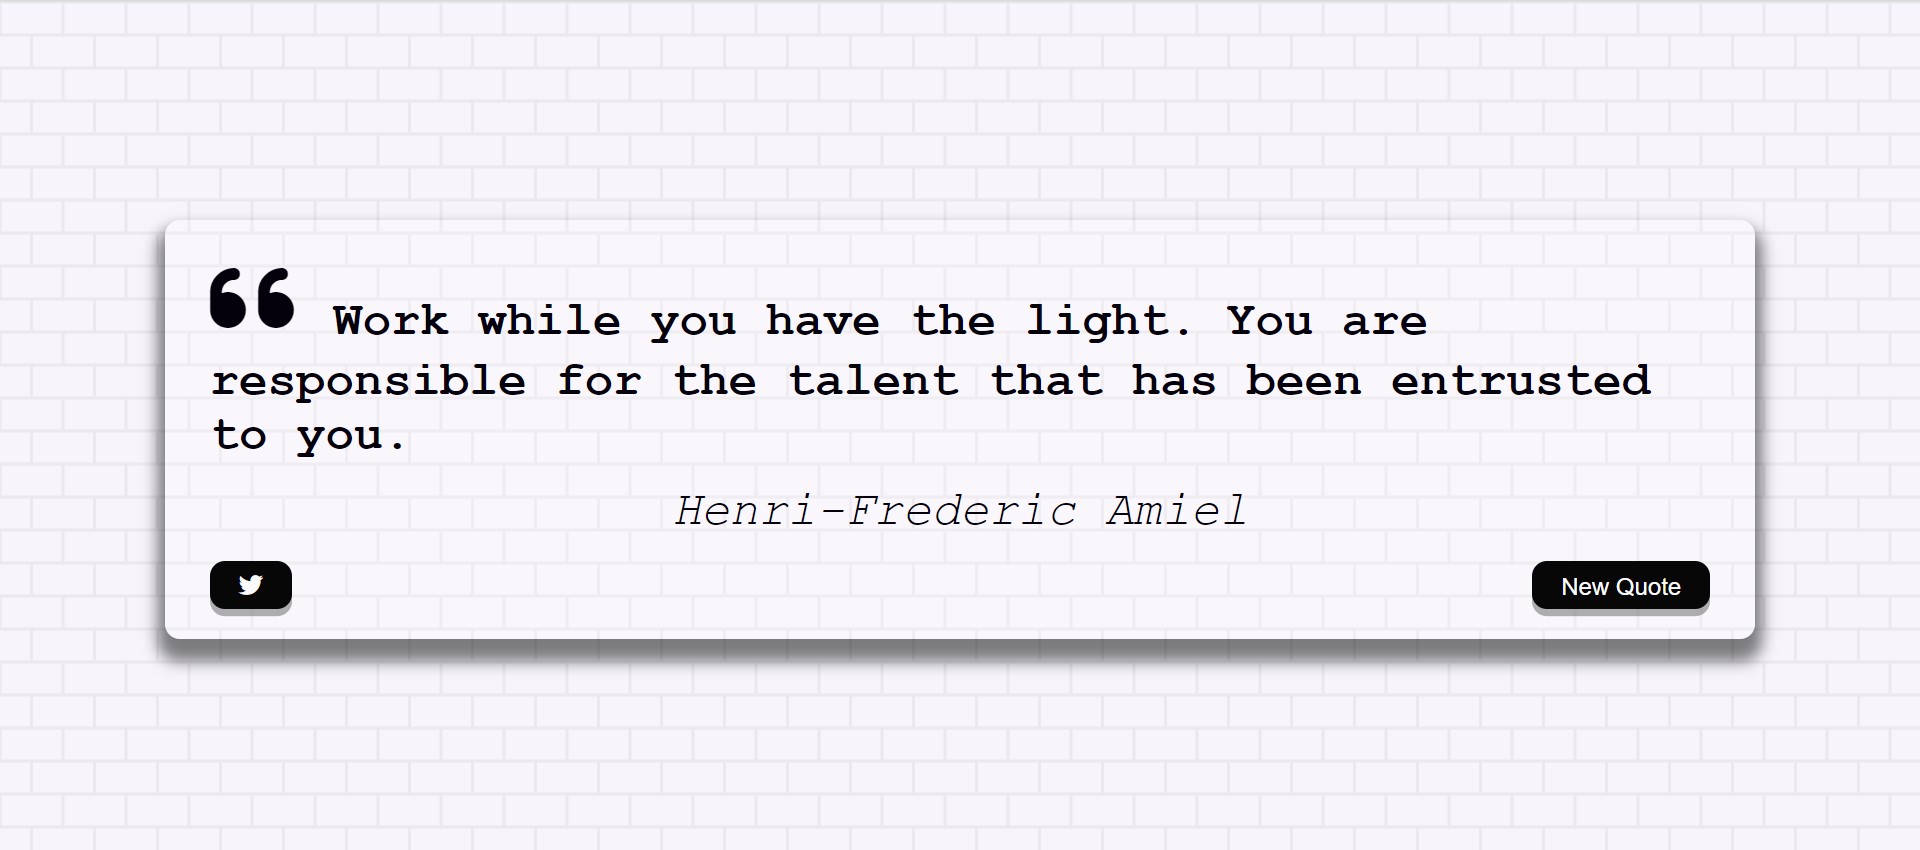 Work while you have the light. You are
responsible for the talent that has been entrusted
to you.
Henri-Frederic Amiel
New Quote